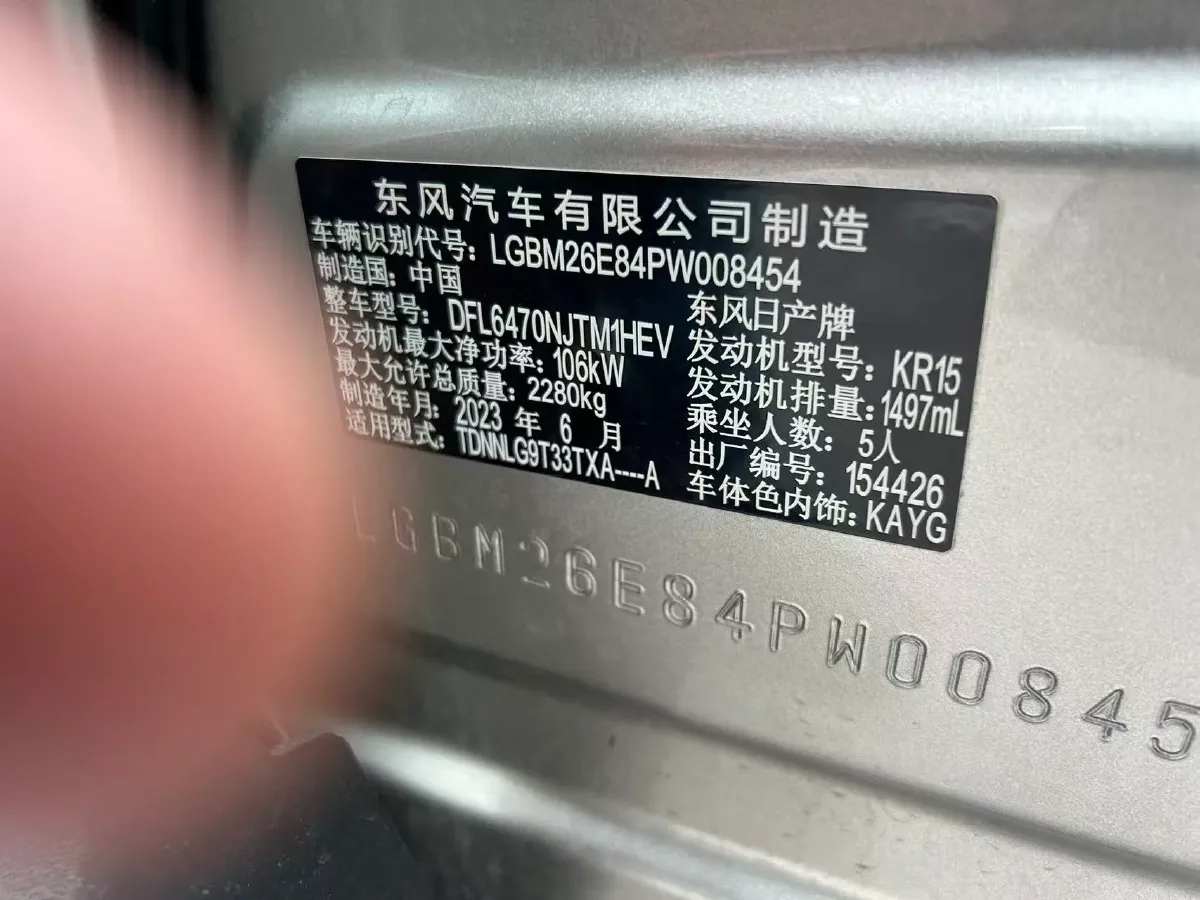 东风汽车有限公司制造
车辆识别代号：LGBM26E84PW008454
制造国：中国 东风日产牌
整车型号：DFL6470NJTM1HEV 发动机型号：KR15
发动机最大净功率：106kW 发动机排量：1497mL
最大允许总质量：2280kg 乘坐人数：5人
制造年月：2023 年 6 月 出厂编号：154426
适用型式：TDNNLG9T33TXA----A 车体色内饰：KAYG
LGBM26E84PW00845